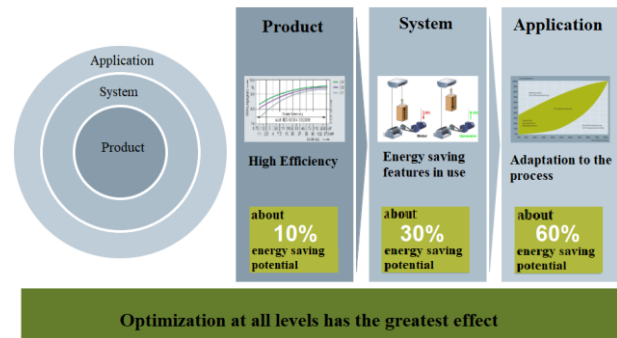 Application
System
Product
Product
High Efficiency
about
10%
energy saving
potential
System
Energy saving
features in use
about
30%
energy saving
potential
Application
Adaptation to the
process
about
60%
energy saving
potential
Optimization at all levels has the greatest effect